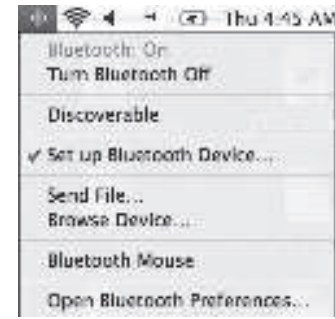 Thu 4:45 AM
Bluetooth: On
Turn Bluetooth Off
Discoverable
✓ Set up Bluetooth Device...
Send File...
Browse Device...
Bluetooth Mouse
Open Bluetooth Preferences...